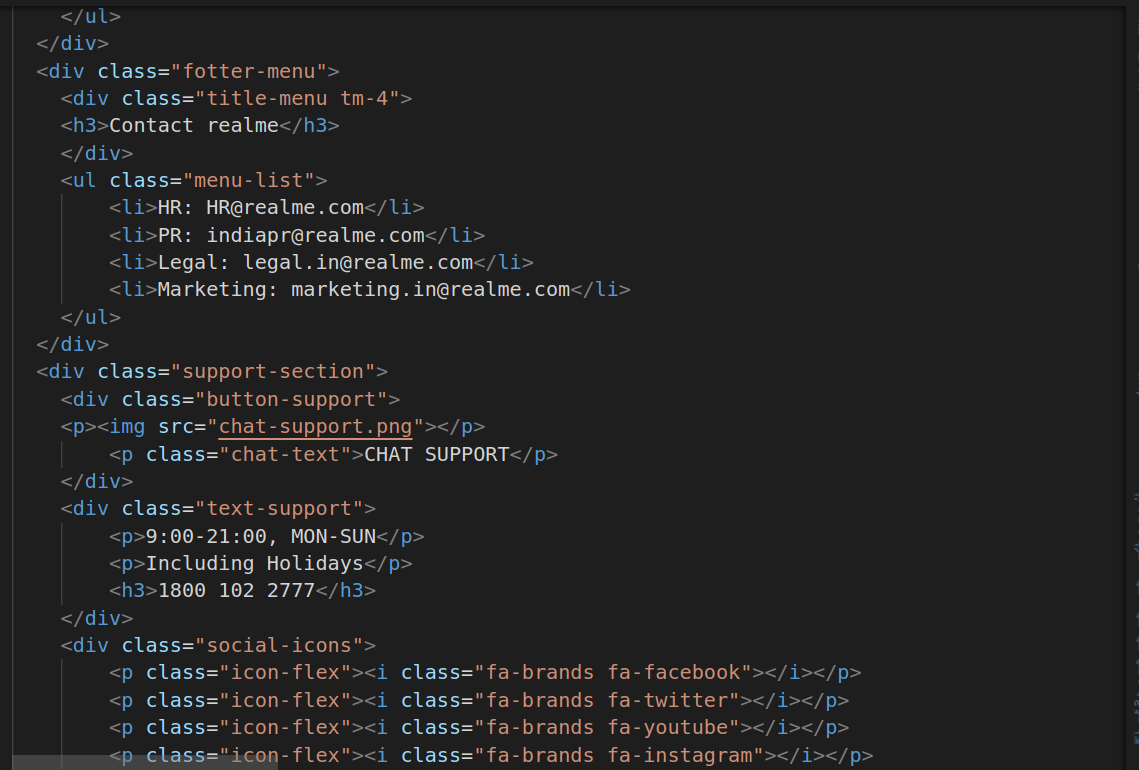 </ul>
</div>
<div class="fotter-menu">
<div class="title-menu tm-4">
<h3>Contact realme</h3>
</div>
<ul class="menu-list">
<li>HR: HR@realme.com</li>
<li>PR: indiapr@realme.com</li>
<li>Legal: legal.in@realme.com</li>
<li>Marketing: marketing.in@realme.com</li>
</ul>
</div>
<div class="support-section">
<div class="button-support">
<p><img src="chat-support.png"></p>
<p class="chat-text">CHAT SUPPORT</p>
</div>
<div class="text-support">
<p>9:00-21:00, MON-SUN</p>
<p>Including Holidays</p>
<h3>1800 102 2777</h3>
</div>
<div class="social-icons">
<p class="icon-flex"><i class="fa-brands fa-facebook"></i></p>
<p class="icon-flex"><i class="fa-brands fa-twitter"></i></p>
<p class="icon-flex"><i class="fa-brands fa-youtube"></i></p>
<p class="icon-flex"><i class="fa-brands fa-instagram"></i></p>